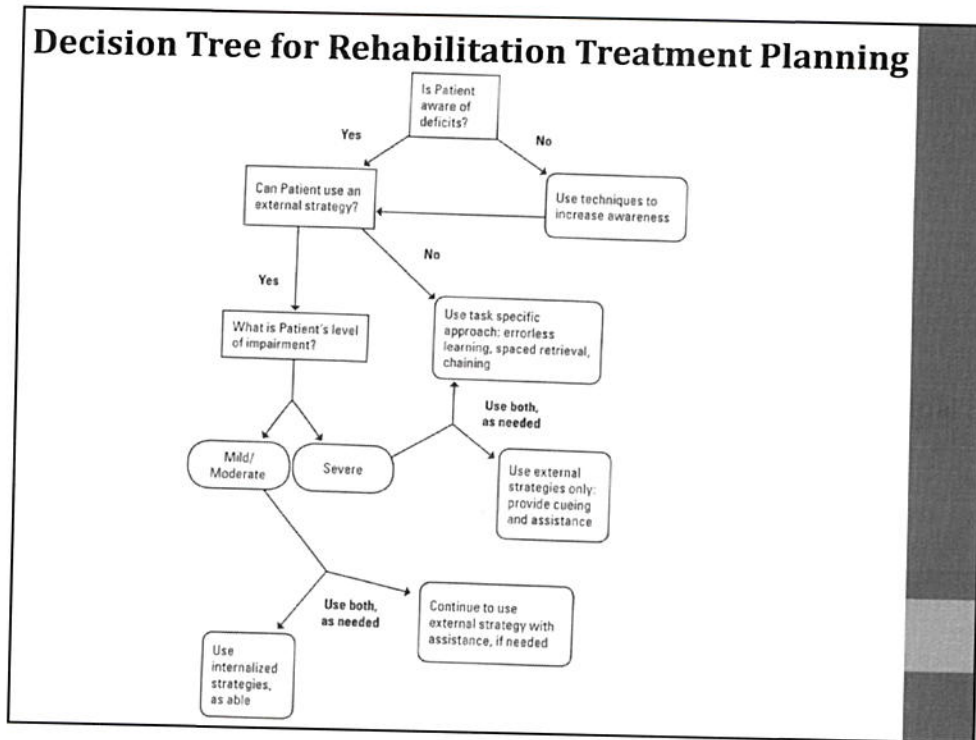 Decision Tree for Rehabilitation Treatment Planning
Is Patient
aware of
deficits?
Yes
No
Can Patient use an
external strategy?
Use techniques to
increase awareness
No
Yes
What is Patient's level
of impairment?
Use task specific
approach: errorless
learning, spaced retrieval,
chaining
Use both,
as needed
Mild/
Moderate
Severe
Use external
strategies only:
provide cueing
and assistance
Use both,
as needed
Continue to use
external strategy with
assistance, if needed
Use
internalized
strategies,
as able